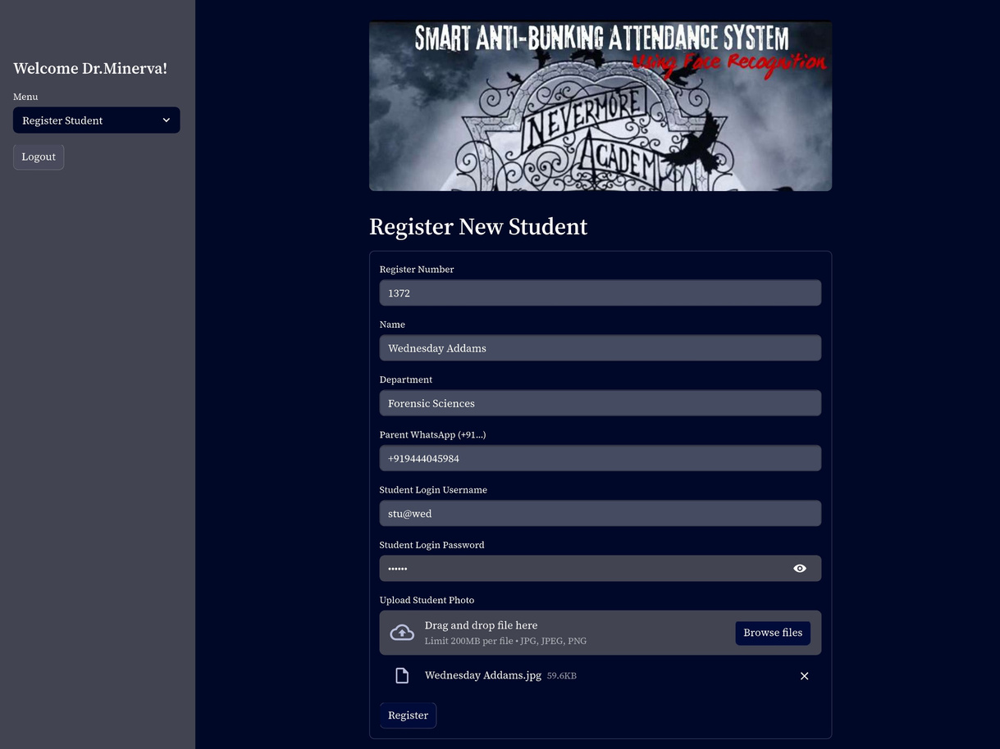 Welcome Dr.Minerva!
Menu
Register Student
Logout
SMART ANTI-BUNKING ATTENDANCE SYSTEM
Using Face Recognition
NEVERMORE
ACADEM
Register New Student
Register Number
1372
Name
Wednesday Addams
Department
Forensic Sciences
Parent WhatsApp (+91...)
+919444045984
Student Login Username
stu@wed
Student Login Password
••••••
Upload Student Photo
Drag and drop file here
Limit 200MB per file • JPG, JPEG, PNG
Browse files
Wednesday Addams.jpg 59.6KB
Register